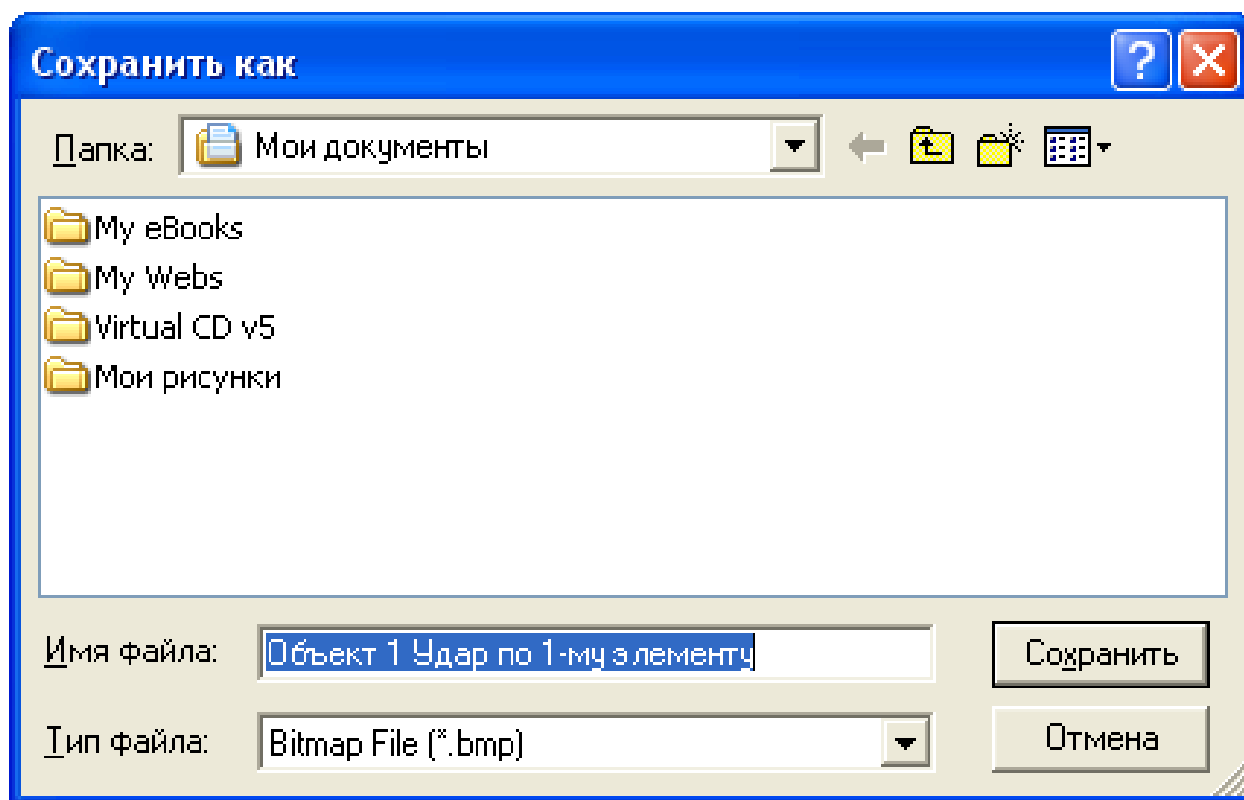 Сохранить как
Папка: Мои документы
My eBooks
My Webs
Virtual CD v5
Мои рисунки
Имя файла: Объект 1 Удар по 1-му элементу Сохранить
Тип файла: Bitmap File (*.bmp) Отмена